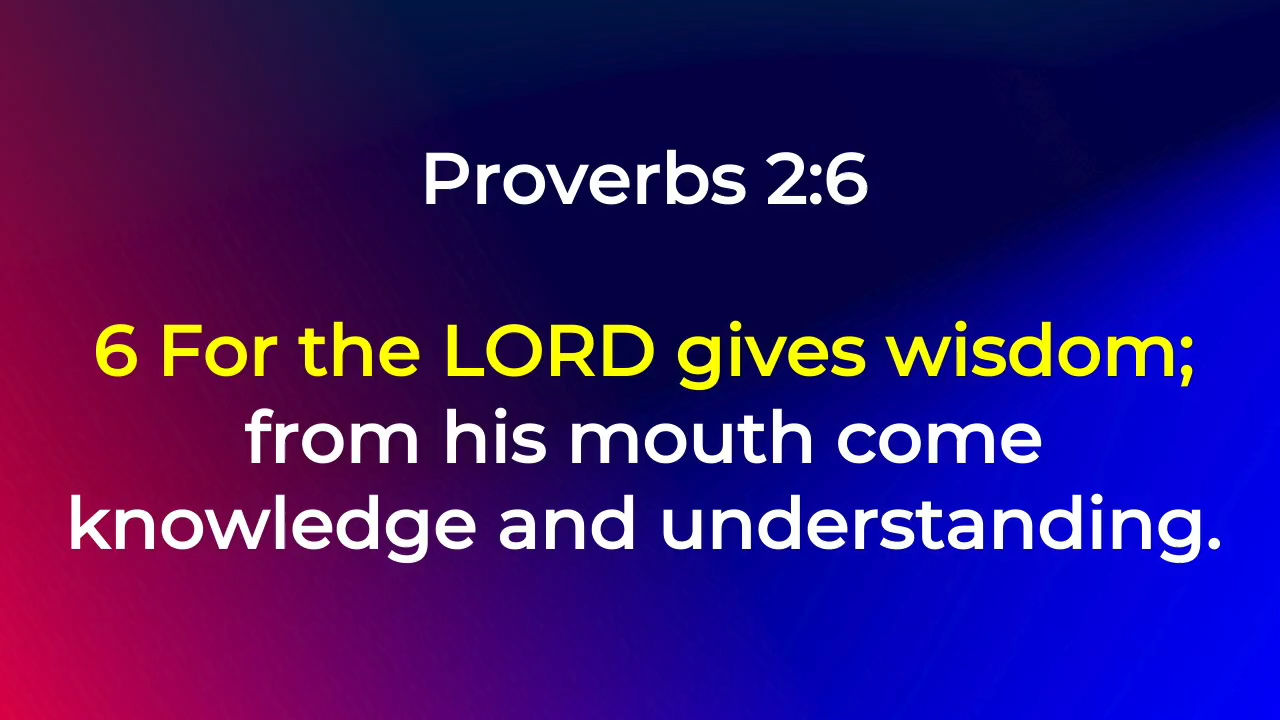 Proverbs 2:6
6 For the LORD gives wisdom;
from his mouth come
knowledge and understanding.